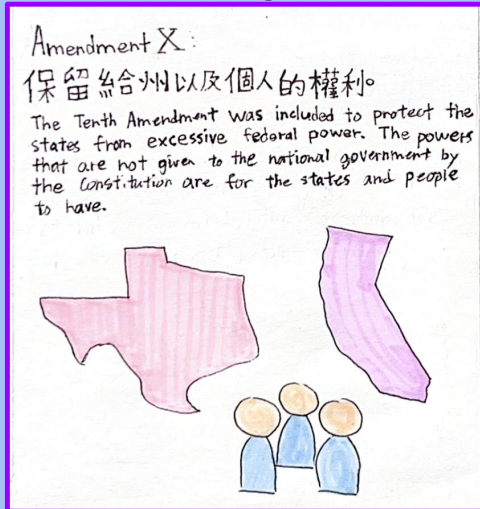 Amendment X:
保留給州以及個人的權利。
The Tenth Amendment was included to protect the
states from excessive federal power. The powers
that are not given to the national government by
the Constitution are for the states and people
to have.